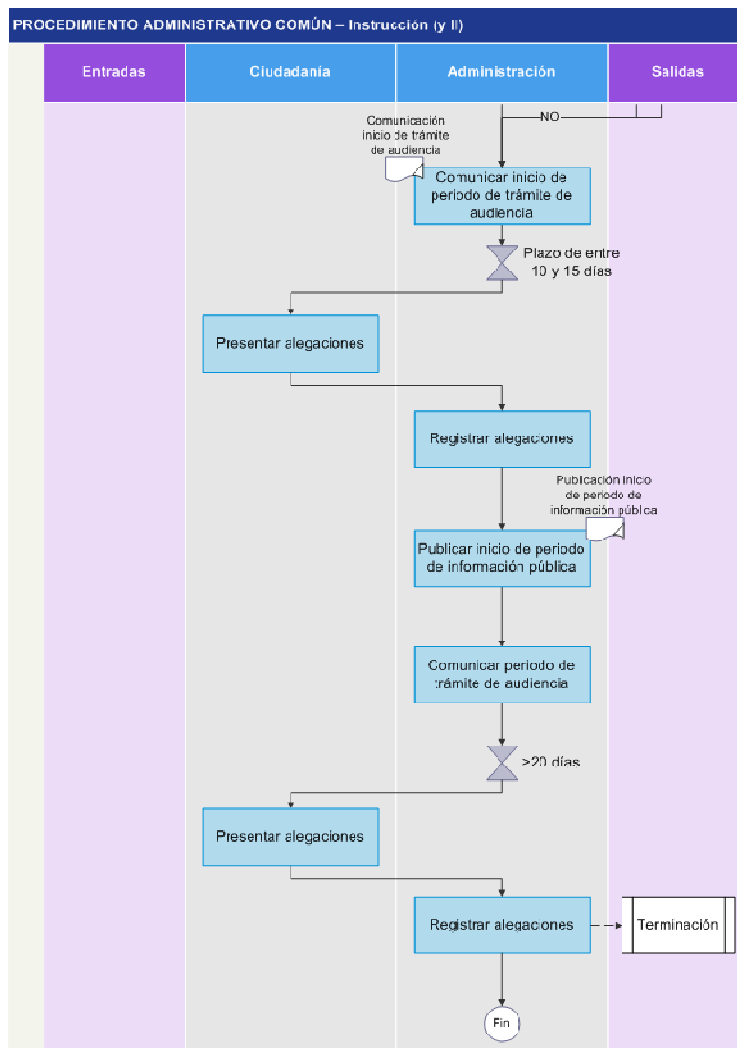 PROCEDIMIENTO ADMINISTRATIVO COMÚN – Instrucción (y II)
Entradas
Ciudadanía
Administración
Salidas
NO
Comunicación
inicio de trámite
de audiencia
Comunicar inicio de
periodo de trámite de
audiencia
Plazo de entre
10 y 15 días
Presentar alegaciones
Registrar alegaciones
Publicación inicio
de periodo de
información pública
Publicar inicio de periodo
de información pública
Comunicar periodo de
trámite de audiencia
>20 días
Presentar alegaciones
Registrar alegaciones
Terminación
Fin